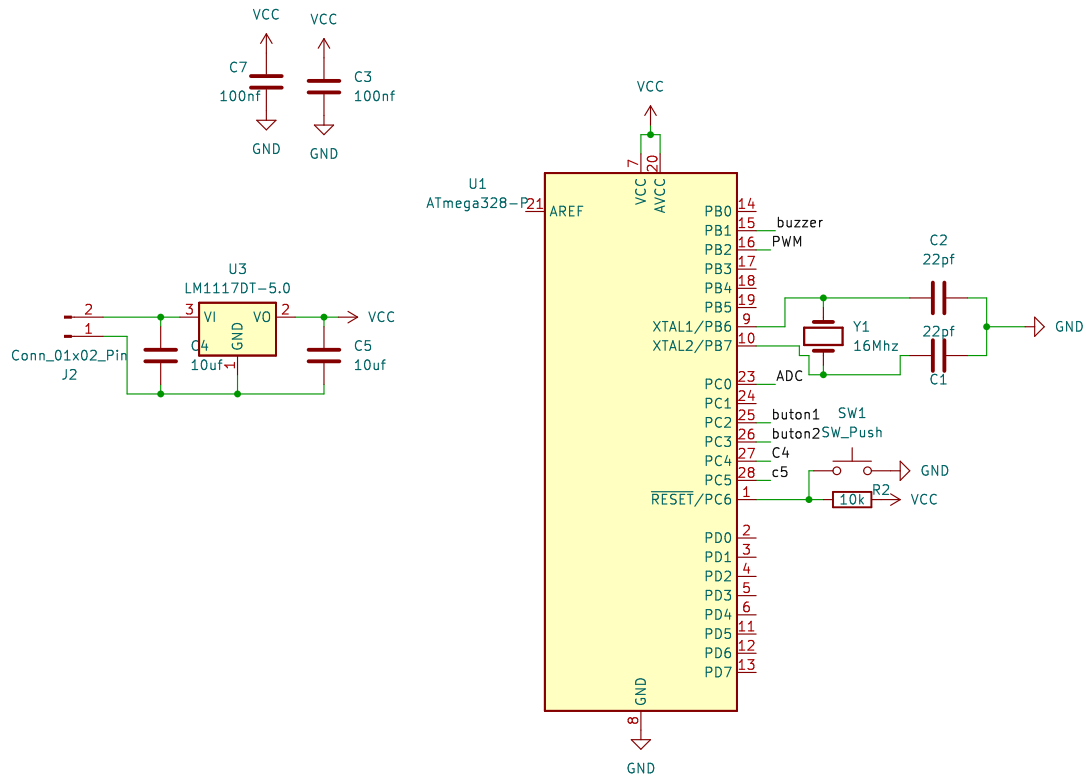 VCC
VCC
C7
100nf
C3
100nf
GND
GND
VCC
U1
ATmega328-P
7
20
VCC
AVCC
21
AREF
PB0
14
PB1
15
buzzer
PB2
16
PWM
PB3
17
PB4
18
PB5
19
XTAL1/PB6
9
XTAL2/PB7
10
C2
22pf
Y1
16Mhz
22pf
C1
GND
U3
LM1117DT-5.0
2
1
3
VI
VO
2
GND
1
VCC
Conn_01x02_Pin
J2
C4
10uf
C5
10uf
PC0
23
ADC
PC1
24
PC2
25
buton1
PC3
26
buton2
PC4
27
C4
PC5
28
c5
RESET/PC6
1
SW1
SW_Push
GND
10k
R2
VCC
PD0
2
PD1
3
PD2
4
PD3
5
PD4
6
PD5
11
PD6
12
PD7
13
GND
8
GND